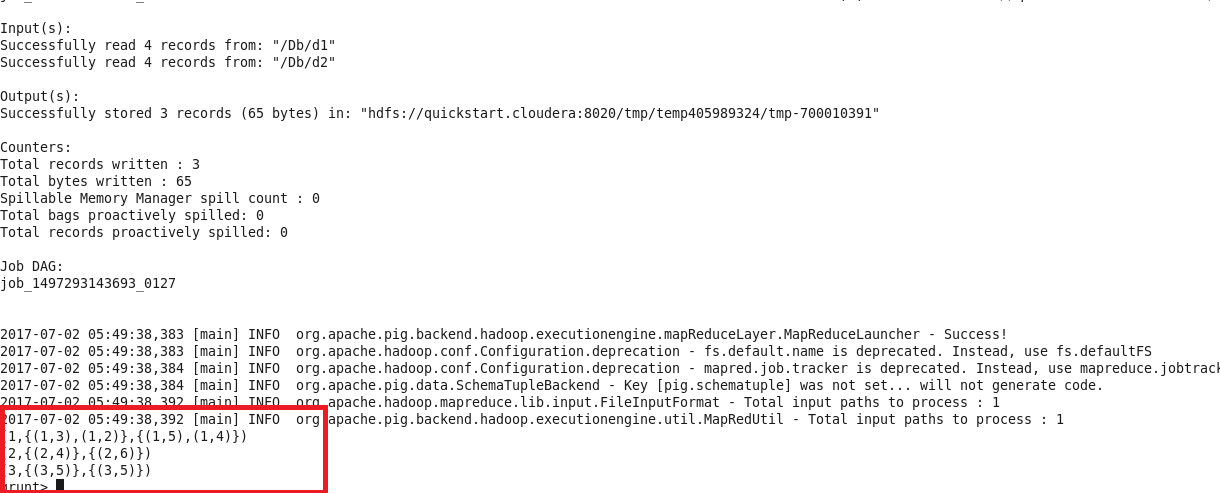 Input(s):
Successfully read 4 records from: "/Db/d1"
Successfully read 4 records from: "/Db/d2"
Output(s):
Successfully stored 3 records (65 bytes) in: "hdfs://quickstart.cloudera:8020/tmp/temp405989324/tmp-700010391"
Counters:
Total records written : 3
Total bytes written : 65
Spillable Memory Manager spill count : 0
Total bags proactively spilled: 0
Total records proactively spilled: 0
Job DAG:
job_1497293143693_0127
2017-07-02 05:49:38,383 [main] INFO  org.apache.pig.backend.hadoop.executionengine.mapReduceLayer.MapReduceLauncher - Success!
2017-07-02 05:49:38,383 [main] INFO  org.apache.hadoop.conf.Configuration.deprecation - fs.default.name is deprecated. Instead, use fs.defaultFS
2017-07-02 05:49:38,384 [main] INFO  org.apache.hadoop.conf.Configuration.deprecation - mapred.job.tracker is deprecated. Instead, use mapreduce.jobtrack
2017-07-02 05:49:38,384 [main] INFO  org.apache.pig.data.SchemaTupleBackend - Key [pig.schematuple] was not set... will not generate code.
2017-07-02 05:49:38,392 [main] INFO  org.apache.hadoop.mapreduce.lib.input.FileInputFormat - Total input paths to process : 1
2017-07-02 05:49:38,392 [main] INFO  org.apache.pig.backend.hadoop.executionengine.util.MapRedUtil - Total input paths to process : 1
1,{(1,3),(1,2)},{(1,5),(1,4)})
2,{(2,4)},{(2,6)})
3,{(3,5)},{(3,5)})
grunt>